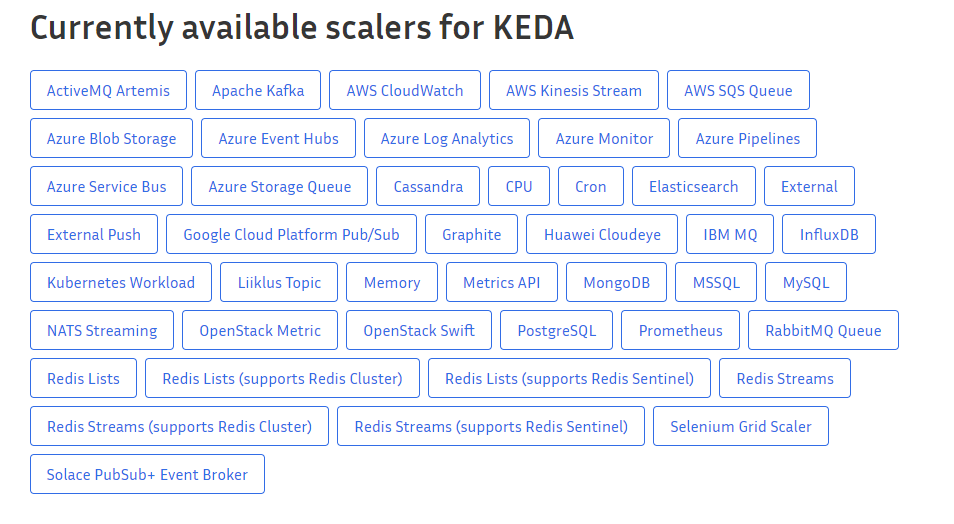 Currently available scalers for KEDA
ActiveMQ Artemis Apache Kafka AWS CloudWatch AWS Kinesis Stream AWS SQS Queue
Azure Blob Storage Azure Event Hubs Azure Log Analytics Azure Monitor Azure Pipelines
Azure Service Bus Azure Storage Queue Cassandra CPU Cron Elasticsearch External
External Push Google Cloud Platform Pub/Sub Graphite Huawei Cloudeye IBM MQ InfluxDB
Kubernetes Workload Liiklus Topic Memory Metrics API MongoDB MSSQL MySQL
NATS Streaming OpenStack Metric OpenStack Swift PostgreSQL Prometheus RabbitMQ Queue
Redis Lists Redis Lists (supports Redis Cluster) Redis Lists (supports Redis Sentinel) Redis Streams
Redis Streams (supports Redis Cluster) Redis Streams (supports Redis Sentinel) Selenium Grid Scaler
Solace PubSub+ Event Broker